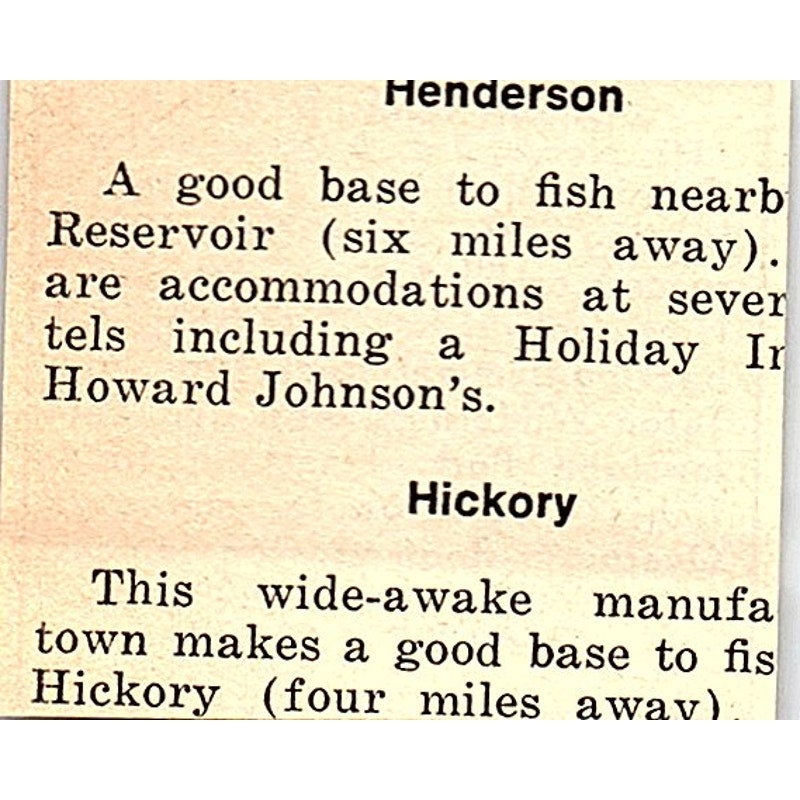 Henderson
A good base to fish nearb
Reservoir (six miles away).
are accommodations at sever
tels including a Holiday In
Howard Johnson's.
Hickory
This wide-awake manufa
town makes a good base to fis
Hickory (four miles away).